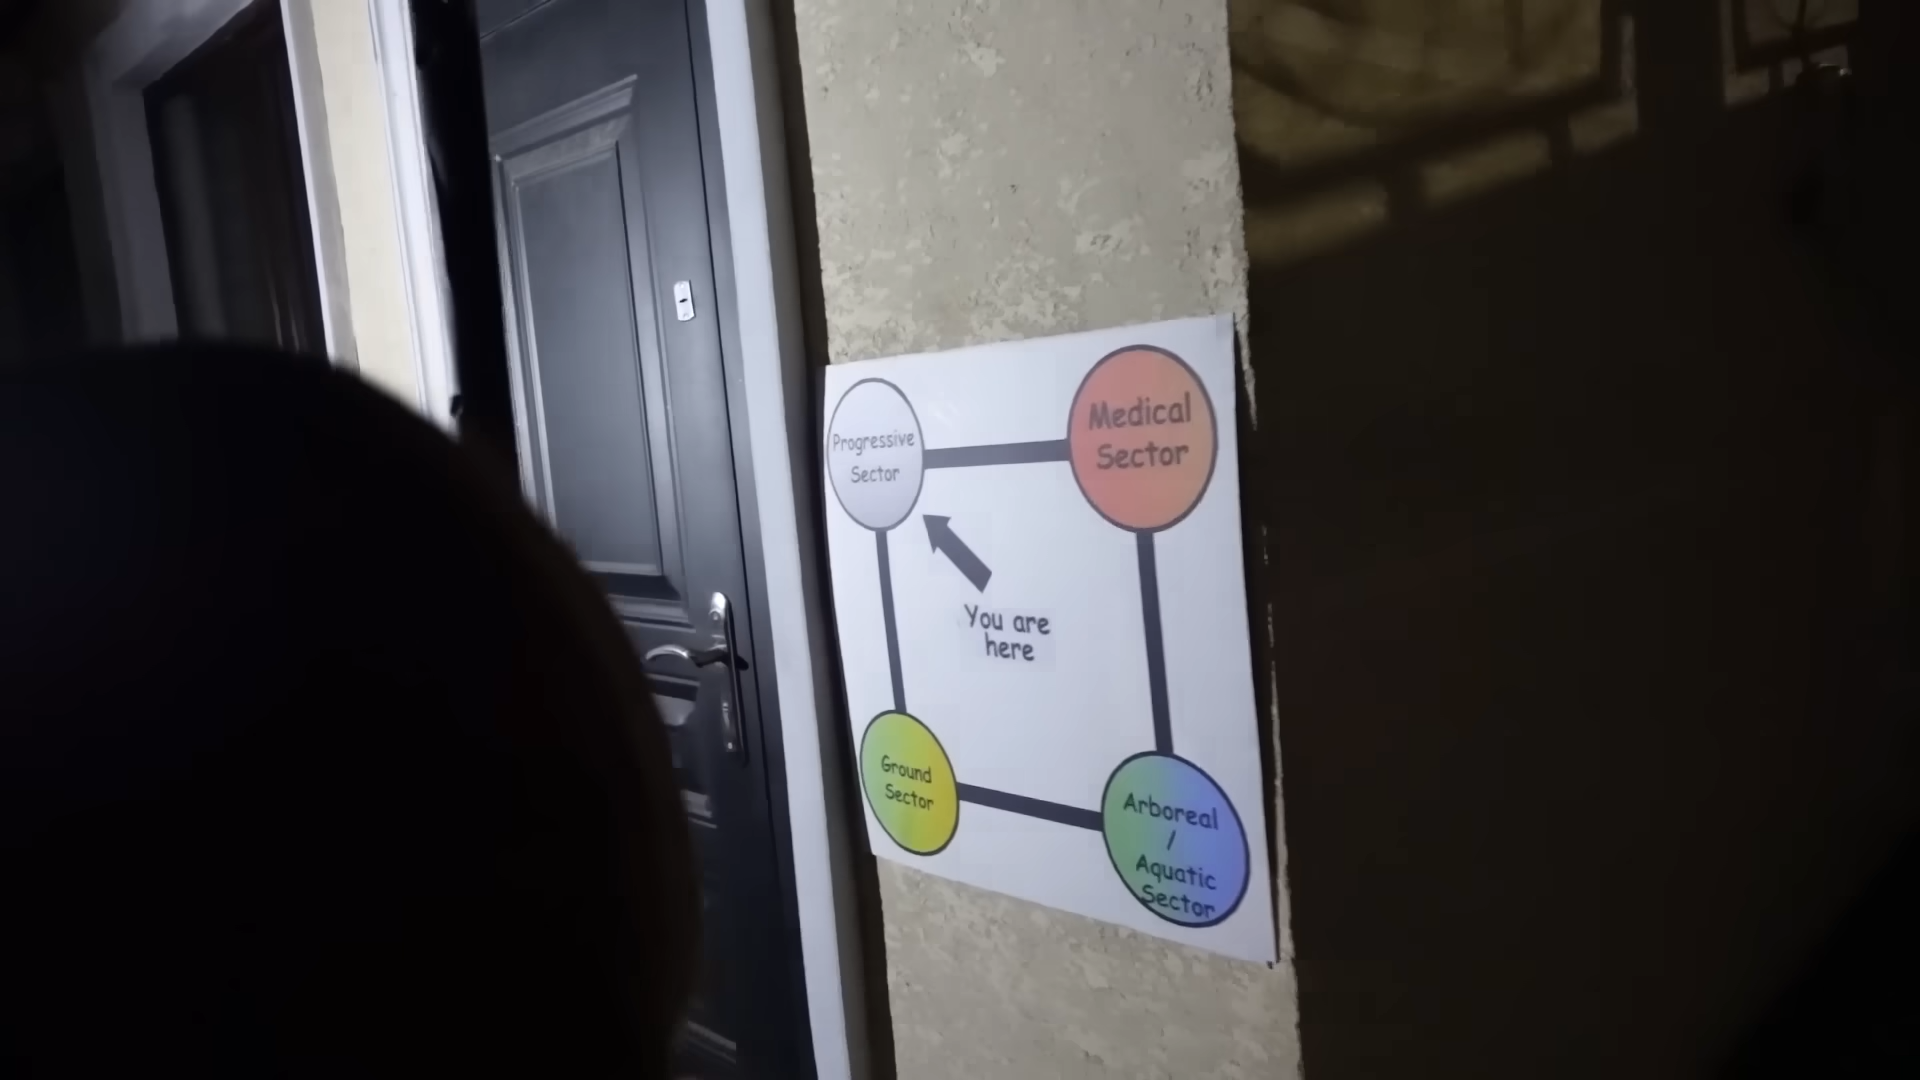 Progressive
Sector
Medical
Sector
You are
here
Ground
Sector
Arboreal
/
Aquatic
Sector